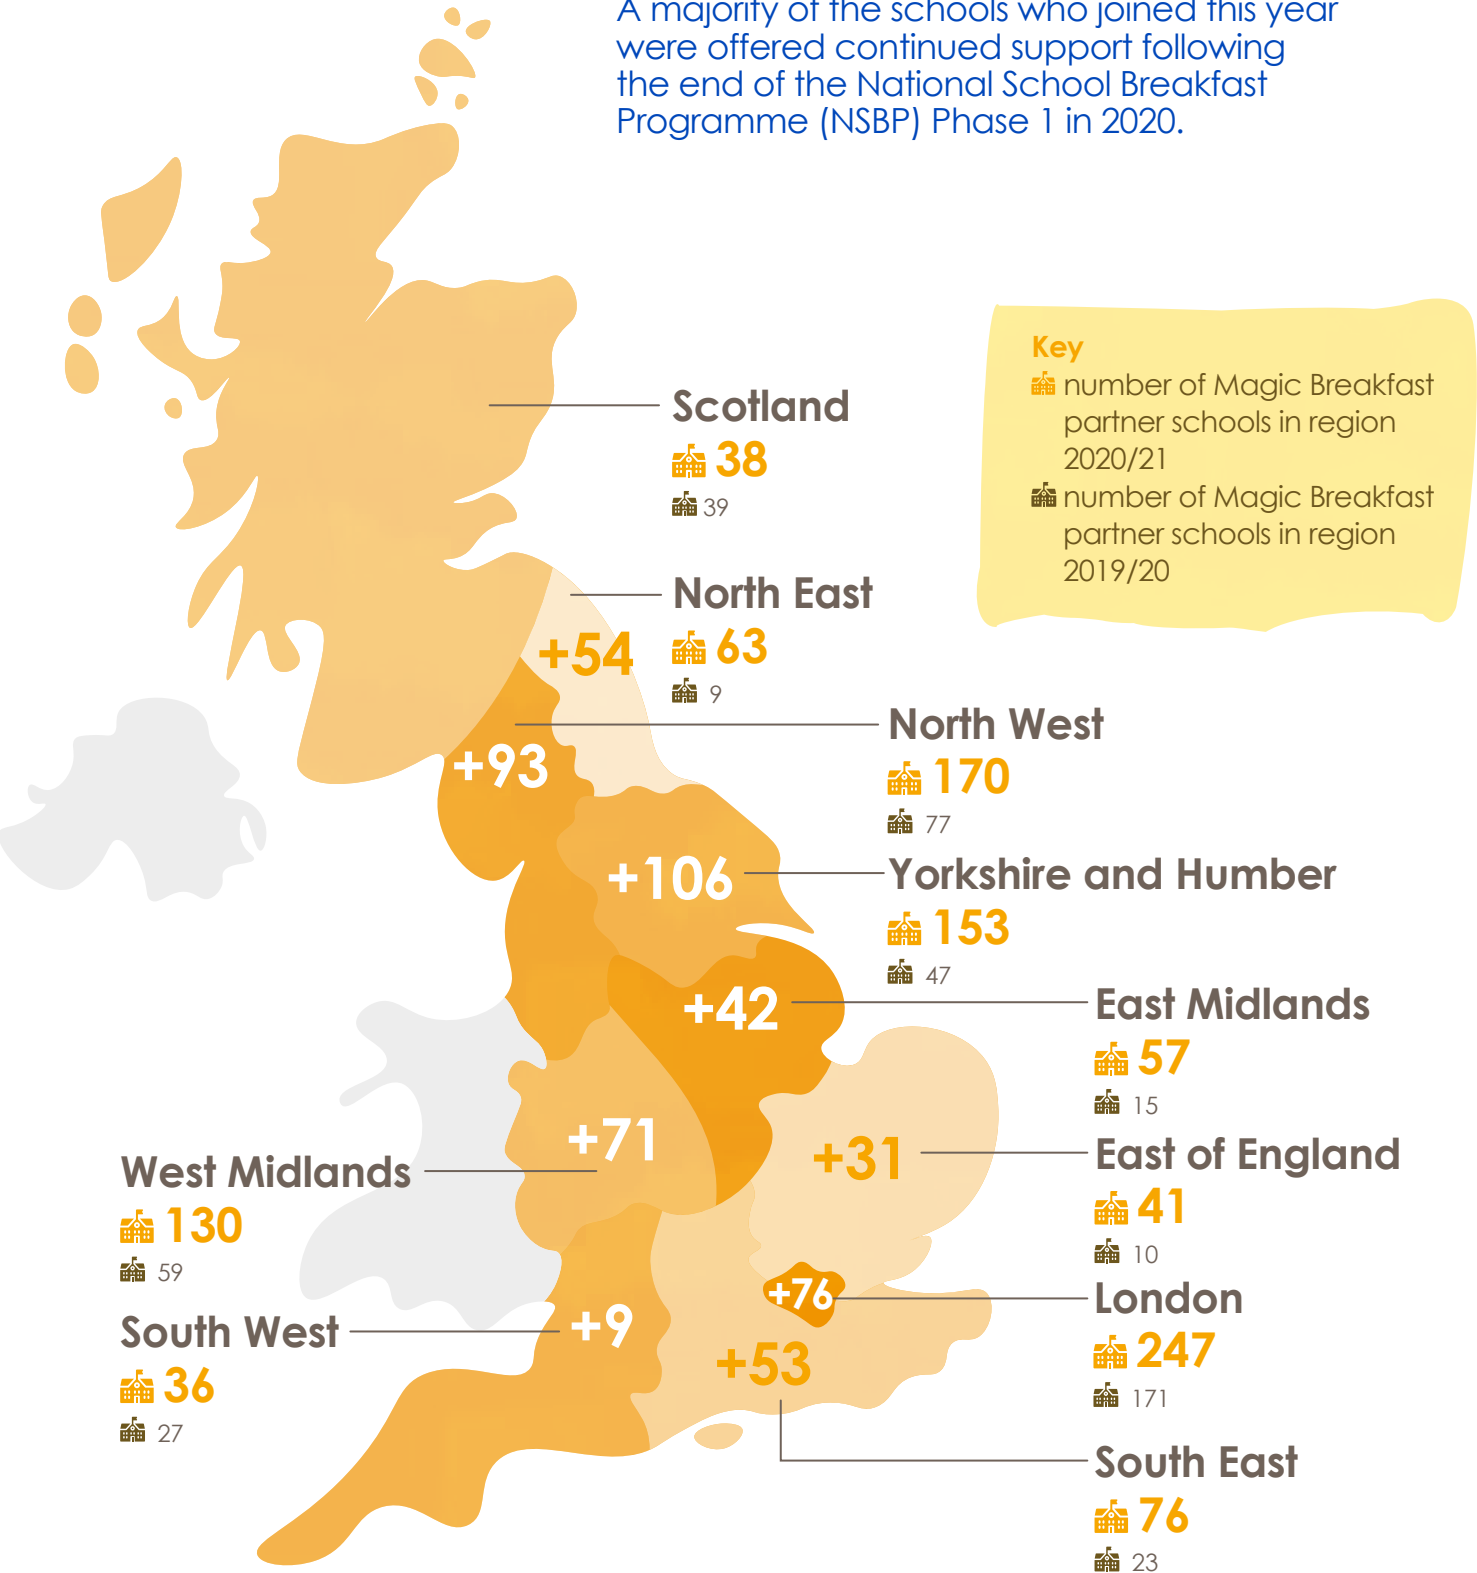 A majority of the schools who joined this year
were offered continued support following
the end of the National School Breakfast
Programme (NSBP) Phase 1 in 2020.
Key
number of Magic Breakfast
partner schools in region
2020/21
number of Magic Breakfast
partner schools in region
2019/20
Scotland
38
39
North East
+54
63
9
North West
+93
170
77
Yorkshire and Humber
+106
153
47
East Midlands
+42
57
15
East of England
+31
41
10
West Midlands
+71
130
59
London
+76
247
171
South West
+9
36
27
South East
+53
76
23